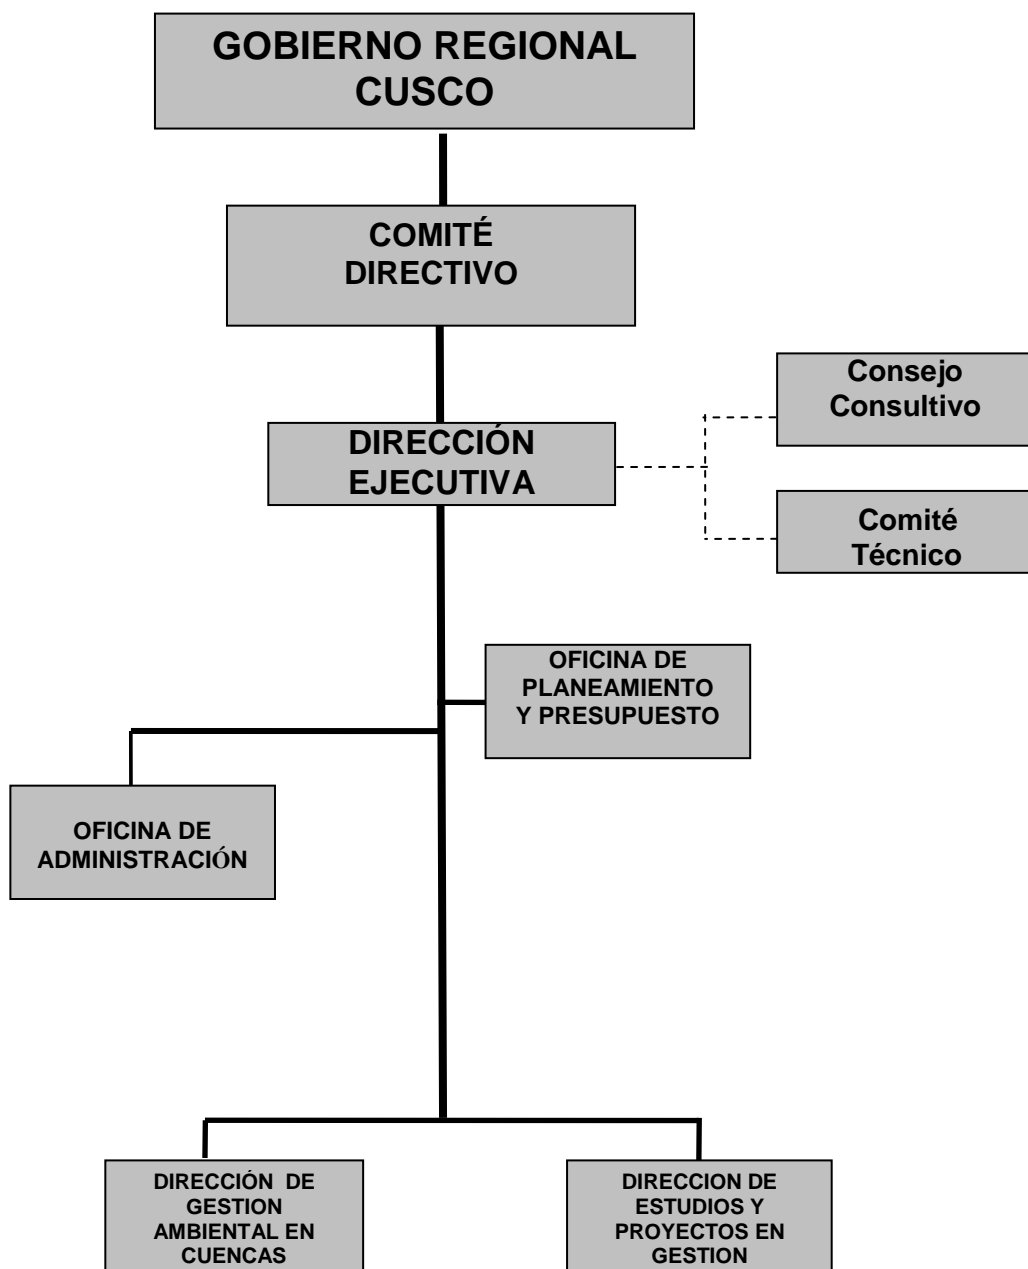 GOBIERNO REGIONAL
CUSCO
COMITÉ
DIRECTIVO
Consejo
Consultivo
DIRECCIÓN
EJECUTIVA
Comité
Técnico
OFICINA DE
PLANEAMIENTO
Y PRESUPUESTO
OFICINA DE
ADMINISTRACIÓN
DIRECCIÓN DE
GESTION
AMBIENTAL EN
CUENCAS
DIRECCION DE
ESTUDIOS Y
PROYECTOS EN
GESTION